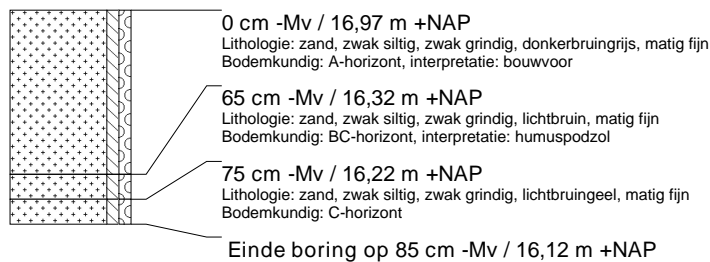 0 cm -Mv / 16,97 m +NAP
Lithologie: zand, zwak siltig, zwak grindig, donkerbruingrijs, matig fijn
Bodemkundig: A-horizont, interpretatie: bouwvoor
65 cm -Mv / 16,32 m +NAP
Lithologie: zand, zwak siltig, zwak grindig, lichtbruin, matig fijn
Bodemkundig: BC-horizont, interpretatie: humuspodzol
75 cm -Mv / 16,22 m +NAP
Lithologie: zand, zwak siltig, zwak grindig, lichtbruingeel, matig fijn
Bodemkundig: C-horizont
Einde boring op 85 cm -Mv / 16,12 m +NAP